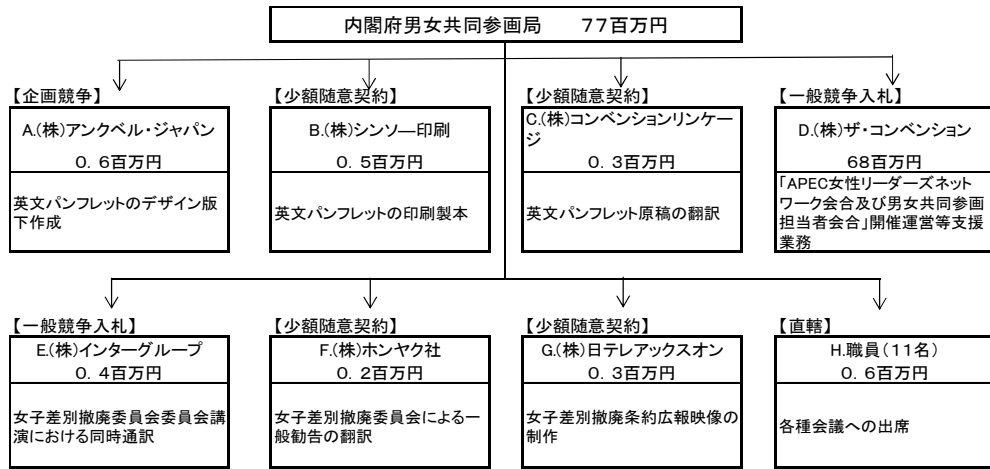 内閣府男女共同参画局　　７７百万円
【企画競争】
A.(株)アンクベル・ジャパン
０．６百万円
英文パンフレットのデザイン版
下作成
【少額随意契約】
B.(株)シンソ―印刷
０．５百万円
英文パンフレットの印刷製本
【少額随意契約】
C.(株)コンベンションリンケー
ジ
０．３百万円
英文パンフレット原稿の翻訳
【一般競争入札】
D.(株)ザ・コンベンション
68百万円
「APEC女性リーダーズネット
ワーク会合及び男女共同参画
担当者会合」開催運営等支援
業務
【一般競争入札】
E.(株)インターグループ
０．４百万円
女子差別撤廃委員会委員会講
演における同時通訳
【少額随意契約】
F.(株)ホンヤク社
０．２百万円
女子差別撤廃委員会による一
般勧告の翻訳
【少額随意契約】
G.(株)日テレアックスオン
０．３百万円
女子差別撤廃条約広報映像の
制作
【直轄】
H.職員（１１名）
０．６百万円
各種会議への出席